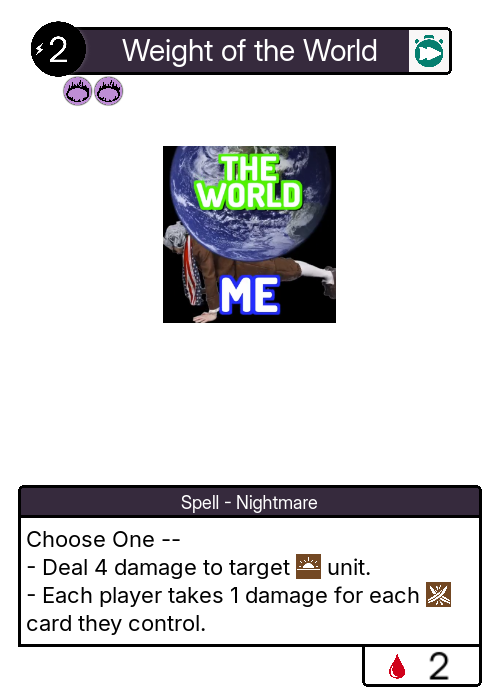 2
Weight of the World
THE
WORLD
ME
Spell - Nightmare
Choose One --
- Deal 4 damage to target unit.
- Each player takes 1 damage for each
card they control.
2